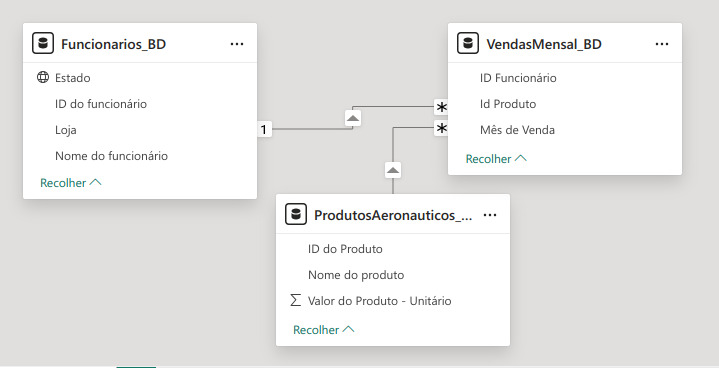 Funcionarios_BD
Estado
ID do funcionário
Loja
Nome do funcionário
Recolher
1
*
*
VendasMensal_BD
ID Funcionário
Id Produto
Mês de Venda
Recolher
ProdutosAeronauticos_...
ID do Produto
Nome do produto
Σ Valor do Produto - Unitário
Recolher